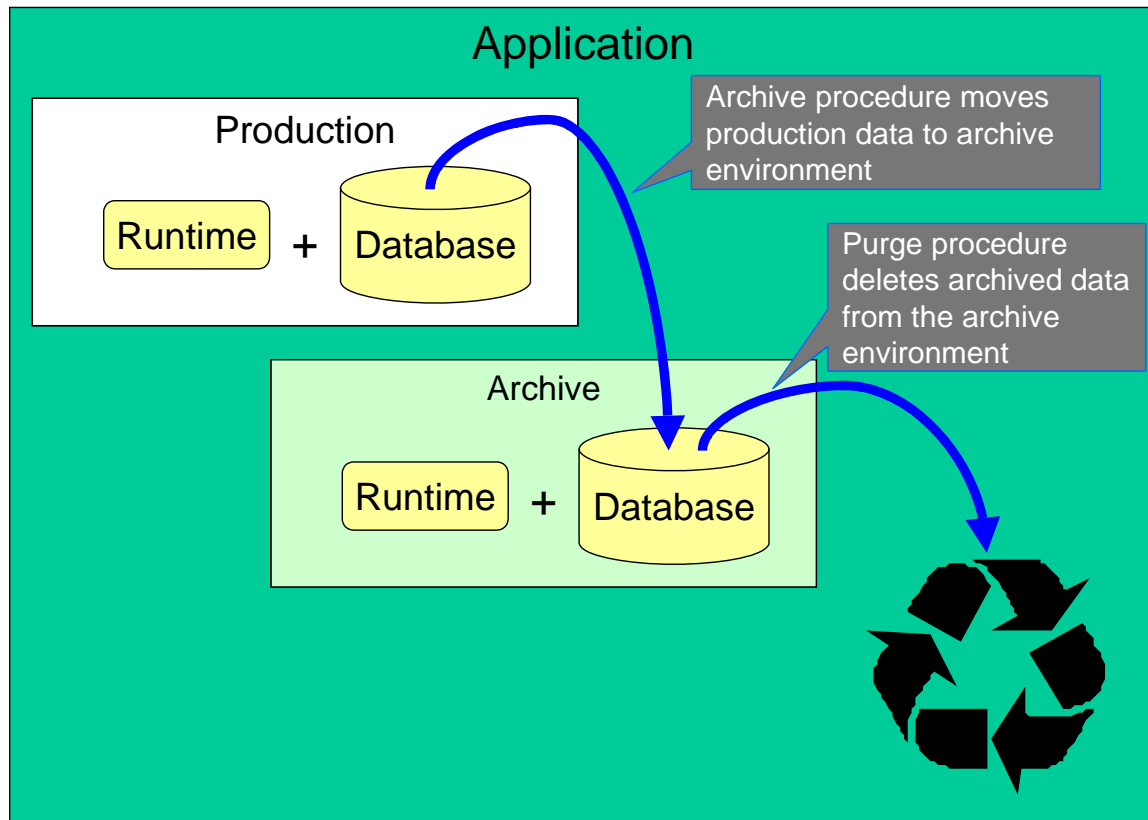 Application
Archive procedure moves
production data to archive
environment
Production
Runtime
+
Database
Purge procedure
deletes archived data
from the archive
environment
Archive
Runtime
+
Database